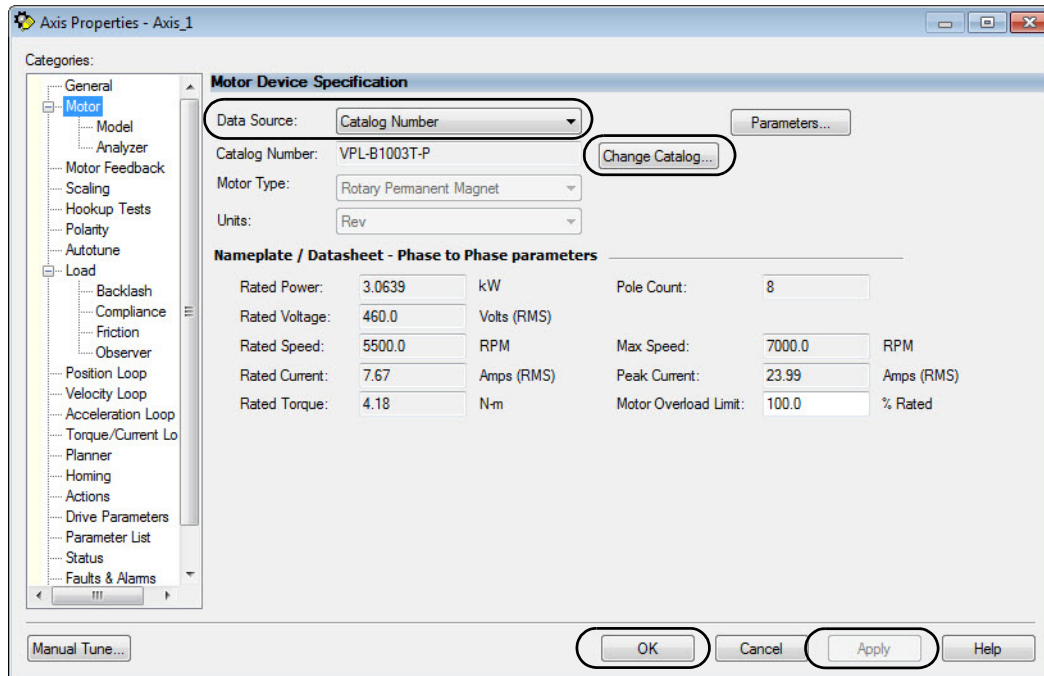 Axis Properties - Axis_1
Categories:
General
Motor
Model
Analyzer
Motor Feedback
Scaling
Hookup Tests
Polarity
Autotune
Load
Backlash
Compliance
Friction
Observer
Position Loop
Velocity Loop
Acceleration Loop
Torque/Current Lo
Planner
Homing
Actions
Drive Parameters
Parameter List
Status
Faults & Alarms
Motor Device Specification
Data Source: Catalog Number Parameters...
Catalog Number: VPL-B1003T-P Change Catalog...
Motor Type: Rotary Permanent Magnet
Units: Rev
Nameplate / Datasheet - Phase to Phase parameters
Rated Power: 3.0639 kW Pole Count: 8
Rated Voltage: 460.0 Volts (RMS)
Rated Speed: 5500.0 RPM Max Speed: 7000.0 RPM
Rated Current: 7.67 Amps (RMS) Peak Current: 23.99 Amps (RMS)
Rated Torque: 4.18 N-m Motor Overload Limit: 100.0 % Rated
Manual Tune... OK Cancel Apply Help